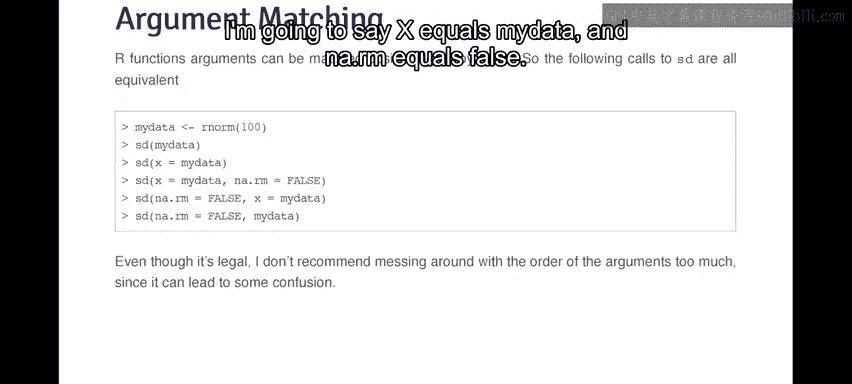 Argument Matching
I'm going to say X equals mydata, and
na.rm equals false.
R functions arguments can be So the following calls to sd are all
equivalent
> mydata <- rnorm(100)
> sd(mydata)
> sd(x = mydata)
> sd(x = mydata, na.rm = FALSE)
> sd(na.rm = FALSE, x = mydata)
> sd(na.rm = FALSE, mydata)
Even though it's legal, I don't recommend messing around with the order of the arguments too much,
since it can lead to some confusion.